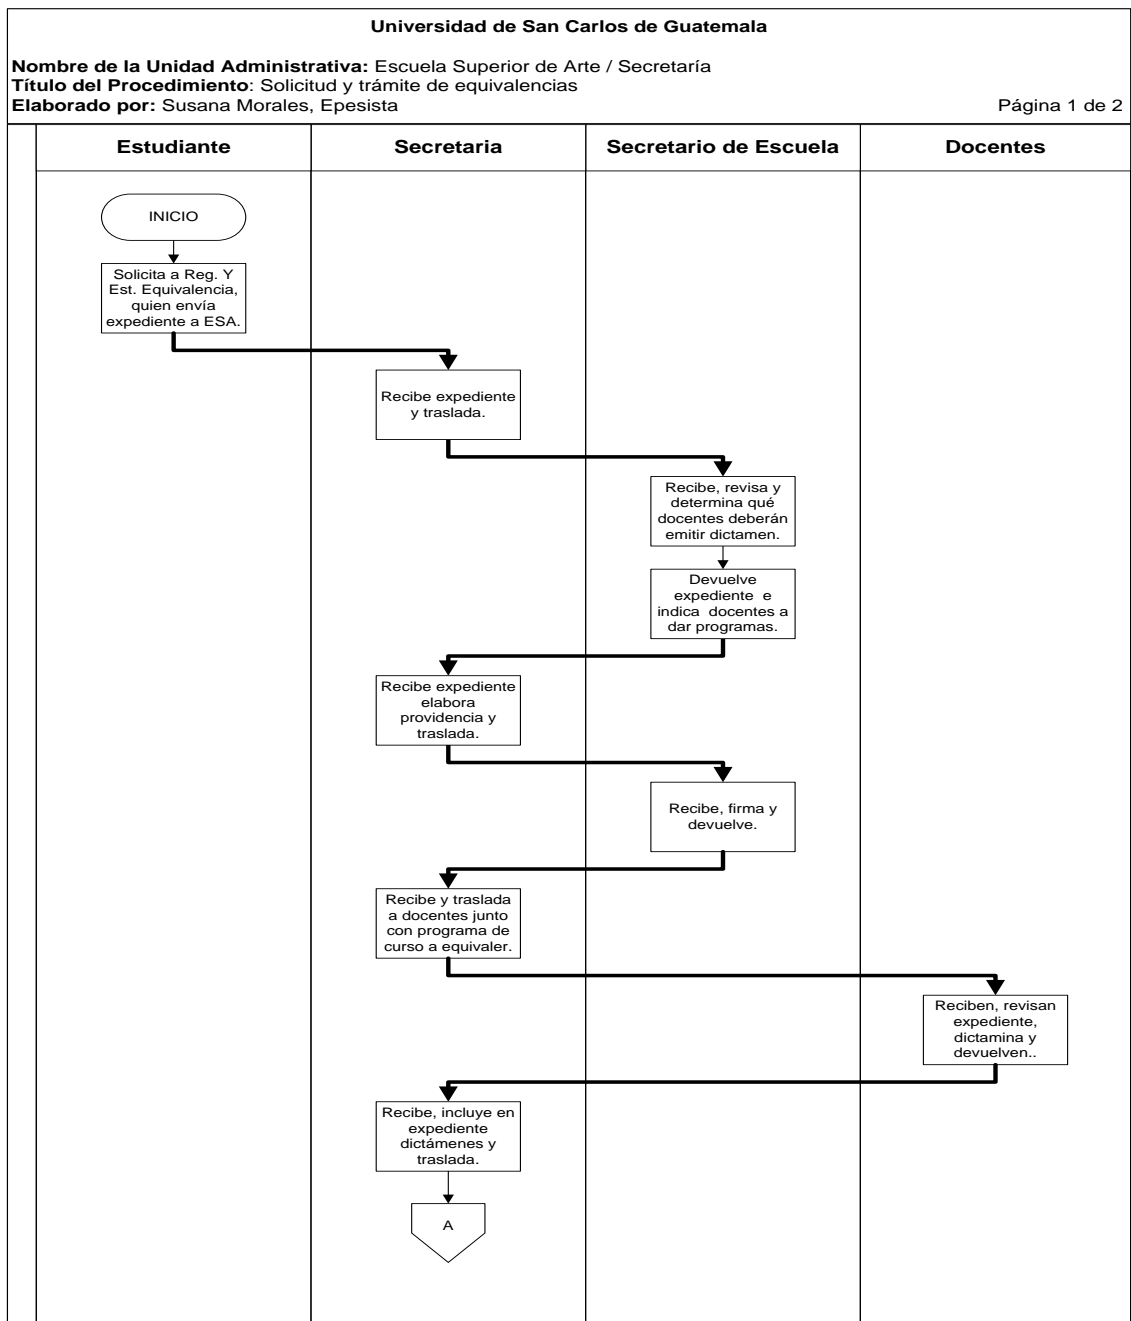 Universidad de San Carlos de Guatemala
Nombre de la Unidad Administrativa: Escuela Superior de Arte / Secretaría
Título del Procedimiento: Solicitud y trámite de equivalencias
Elaborado por: Susana Morales, Epesista
Página 1 de 2
Estudiante
Secretaria
Secretario de Escuela
Docentes
INICIO
Solicita a Reg. Y
Est. Equivalencia,
quien envía
expediente a ESA.
Recibe expediente
y traslada.
Recibe, revisa y
determina qué
docentes deberán
emitir dictamen.
Devuelve
expediente e
indica docentes a
dar programas.
Recibe expediente
elabora
providencia y
traslada.
Recibe, firma y
devuelve.
Recibe y traslada
a docentes junto
con programa de
curso a equivaler.
Reciben, revisan
expediente,
dictamina y
devuelven..
Recibe, incluye en
expediente
dictámenes y
traslada.
A